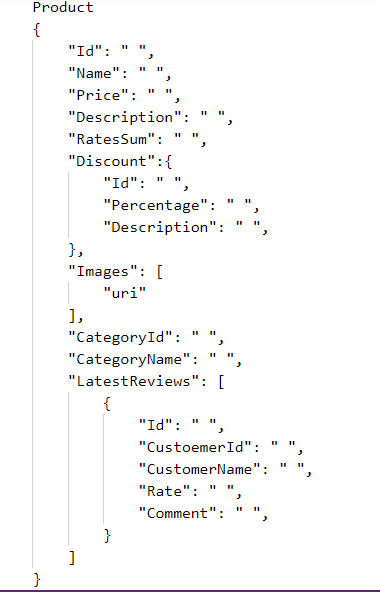 Product
{
"Id": " ",
"Name": " ",
"Price": " ",
"Description": " ",
"RatesSum": " ",
"Discount":{
"Id": " ",
"Percentage": " ",
"Description": " ",
},
"Images": [
"uri"
],
"CategoryId": " ",
"CategoryName": " ",
"LatestReviews": [
{
"Id": " ",
"CustoemerId": " ",
"CustomerName": " ",
"Rate": " ",
"Comment": " ",
}
]
}